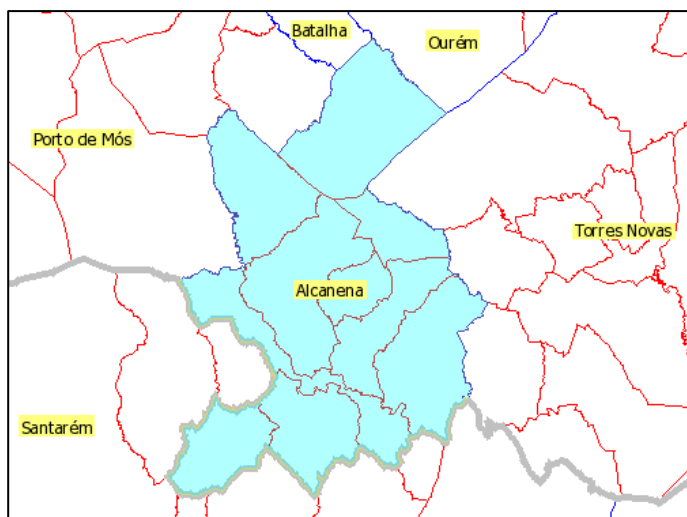 Batalha
Ourém
Porto de Mós
Torres Novas
Alcanena
Santarém